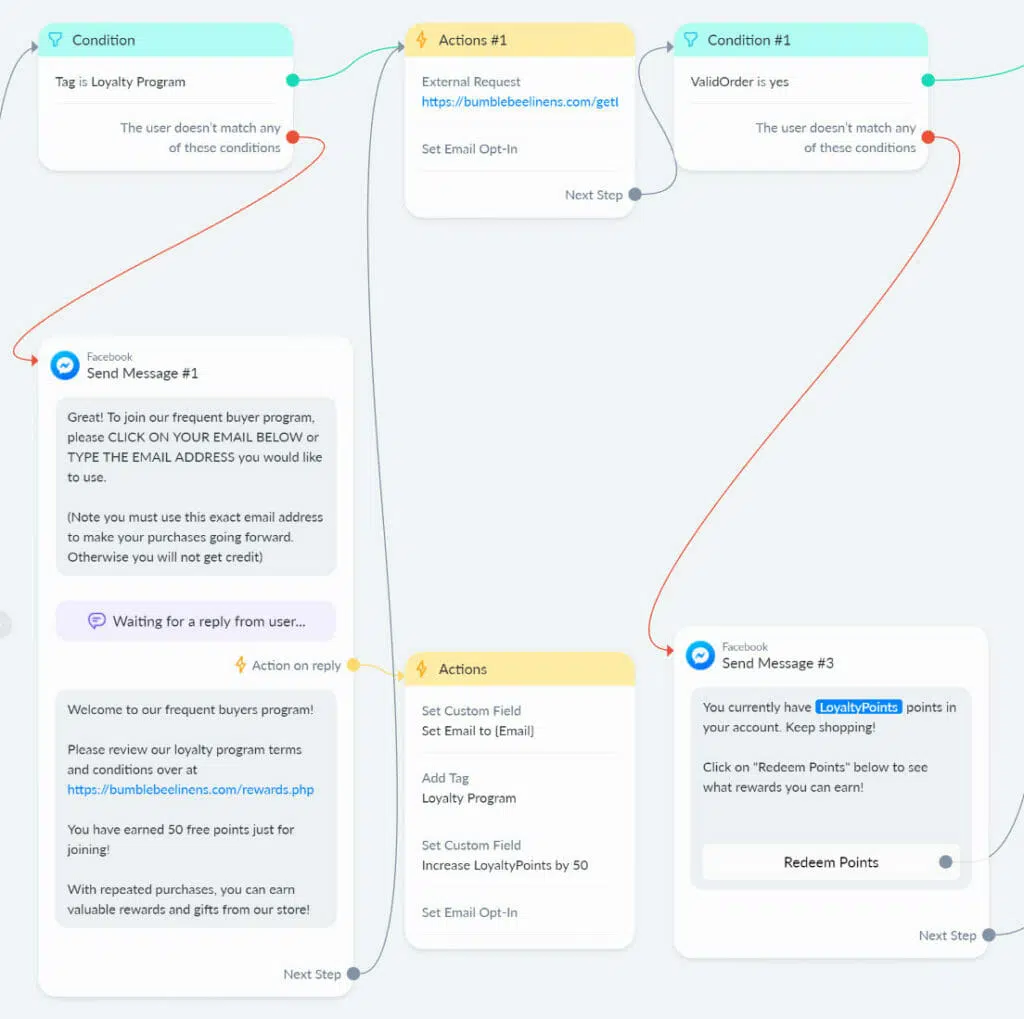 Condition
Tag is Loyalty Program
The user doesn't match any
of these conditions
Actions #1
External Request
https://bumblebeelinens.com/getl
Set Email Opt-In
Next Step
Condition #1
ValidOrder is yes
The user doesn't match any
of these conditions
Facebook
Send Message #1
Great! To join our frequent buyer program,
please CLICK ON YOUR EMAIL BELOW or
TYPE THE EMAIL ADDRESS you would like
to use.
(Note you must use this exact email address
to make your purchases going forward.
Otherwise you will not get credit)
Waiting for a reply from user...
Action on reply
Welcome to our frequent buyers program!
Please review our loyalty program terms
and conditions over at
https://bumblebeelinens.com/rewards.php
You have earned 50 free points just for
joining!
With repeated purchases, you can earn
valuable rewards and gifts from our store!
Next Step
Actions
Set Custom Field
Set Email to [Email]
Add Tag
Loyalty Program
Set Custom Field
Increase LoyaltyPoints by 50
Set Email Opt-In
Facebook
Send Message #3
You currently have LoyaltyPoints points in
your account. Keep shopping!
Click on "Redeem Points" below to see
what rewards you can earn!
Redeem Points
Next Step